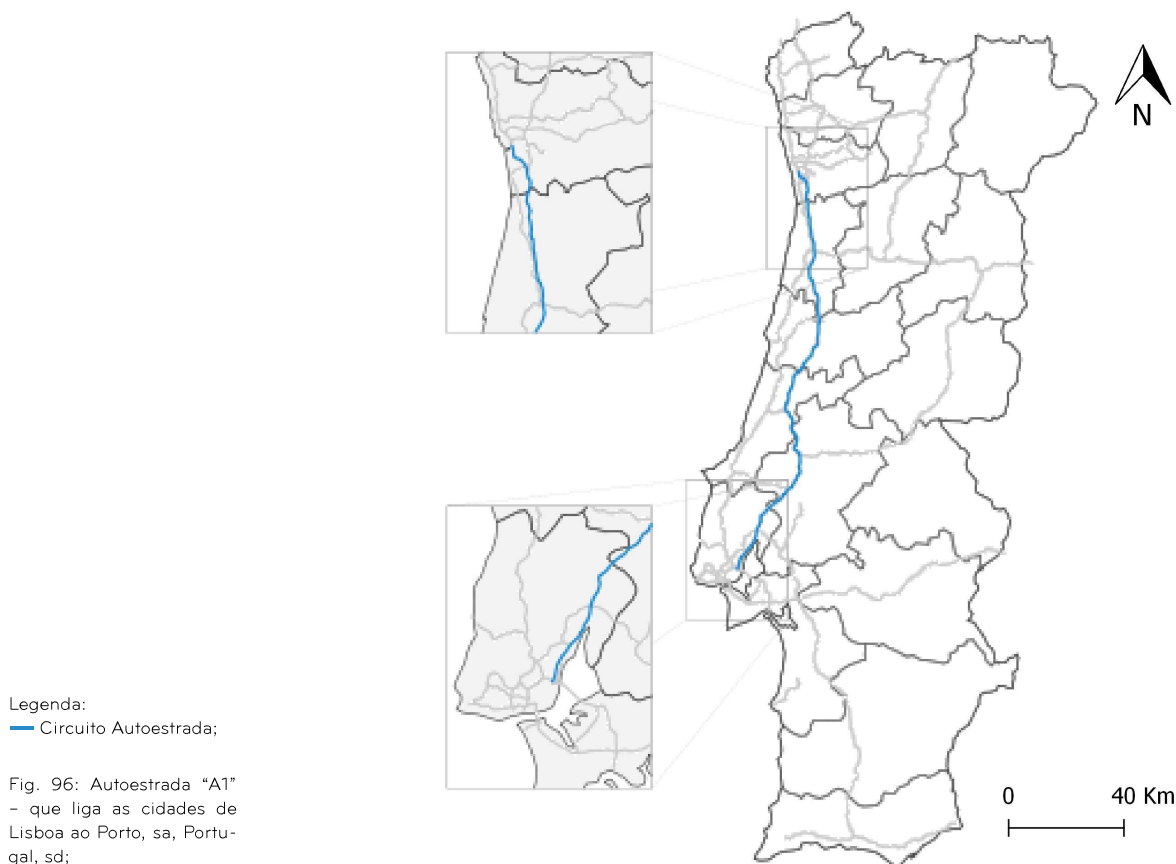 N
Legenda:
Circuito Autoestrada;
Fig. 96: Autoestrada “A1”
– que liga as cidades de
Lisboa ao Porto, sa, Portu-
gal, sd;
0 40 Km